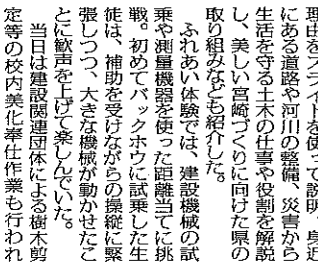 理由をスライドを使って説明。身近
にある道路や河川の整備、災害から
生活を守る土木の仕事や役割を解説
し、美しい宮崎づくりに向けた県の
取り組みなども紹介した。
　ふれあい体験では、建設機械の試
乗や測量機器を使った距離当てに挑
戦。初めてバックホウに試乗した生
徒は、補助を受けながらの操縦に緊
張しつつ、大きな機械が動かせたこ
とに歓声を上げて楽しんでいた。
　当日は建設関連団体による樹木剪
定等の校内美化奉仕作業も行われ